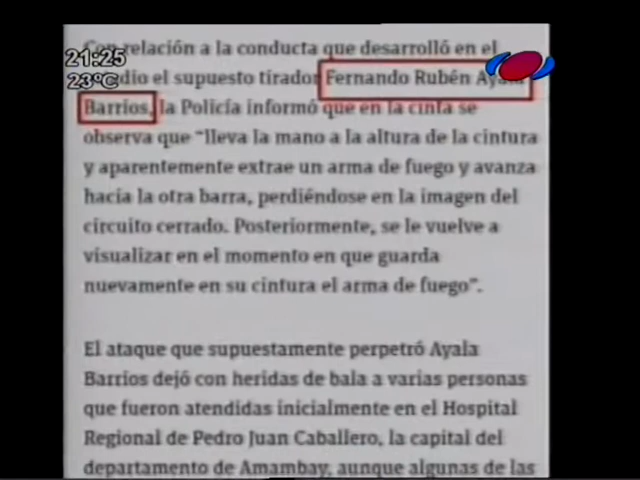 Con relación a la conducta que desarrolló en el
21:25
23°C
el supuesto tirador Fernando Rubén Ayala
Barrios, la Policía informó que en la cinta se
observa que “lleva la mano a la altura de la cintura
y aparentemente extrae un arma de fuego y avanza
hacia la otra barra, perdiéndose en la imagen del
circuito cerrado. Posteriormente, se le vuelve a
visualizar en el momento en que guarda
nuevamente en su cintura el arma de fuego”.
El ataque que supuestamente perpetró Ayala
Barrios dejó con heridas de bala a varias personas
que fueron atendidas inicialmente en el Hospital
Regional de Pedro Juan Caballero, la capital del
departamento de Amambay, aunque algunas de las